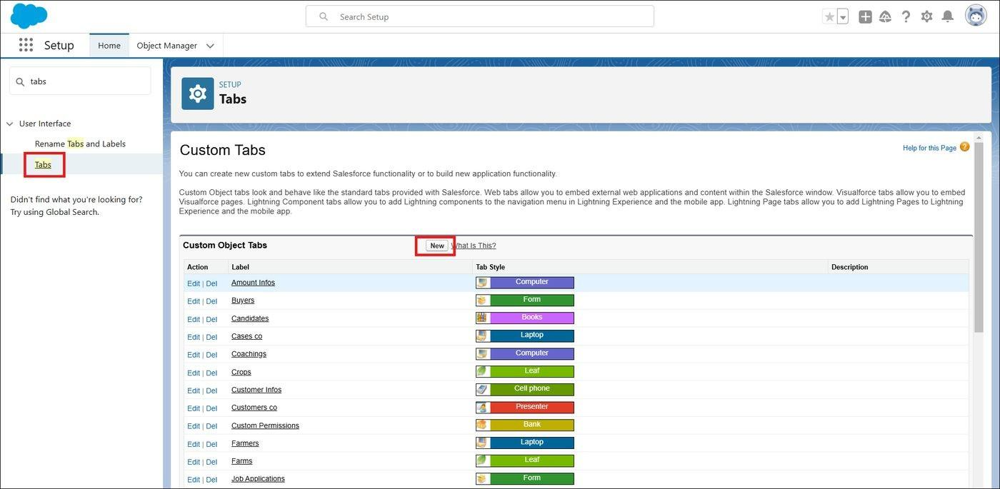 Search Setup
Setup
Home
Object Manager
tabs
User Interface
Rename Tabs and Labels
Tabs
Didn't find what you're looking for?
Try using Global Search.
SETUP
Tabs
Custom Tabs
Help for this Page
You can create new custom tabs to extend Salesforce functionality or to build new application functionality.
Custom Object tabs look and behave like the standard tabs provided with Salesforce. Web tabs allow you to embed external web applications and content within the Salesforce window. Visualforce tabs allow you to embed
Visualforce pages. Lightning Component tabs allow you to add Lightning components to the navigation menu in Lightning Experience and the mobile app. Lightning Page tabs allow you to add Lightning Pages to Lightning
Experience and the mobile app.
Custom Object Tabs New What Is This?
Action Label Tab Style Description
Edit | Del Amount Infos Computer
Edit | Del Buyers Form
Edit | Del Candidates Books
Edit | Del Cases co Laptop
Edit | Del Coachings Computer
Edit | Del Crops Leaf
Edit | Del Customer Infos Cell phone
Edit | Del Customers co Presenter
Edit | Del Custom Permissions Bank
Edit | Del Farmers Laptop
Edit | Del Farms Leaf
Edit | Del Job Applications Form